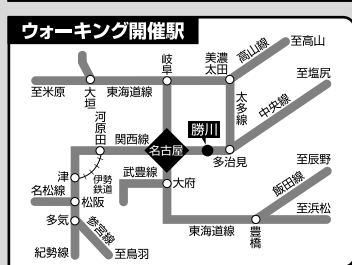 ウォーキング開催駅
岐阜
美濃太田
高山線
至高山
至塩尻
至米原
大垣
東海道線
太多線
中央線
河原田
関西線
名古屋
勝川
多治見
至辰野
津
伊勢鉄道
武豊線
大府
飯田線
名松線
松阪
至浜松
多気
参宮線
東海道線
豊橋
紀勢線
至鳥羽